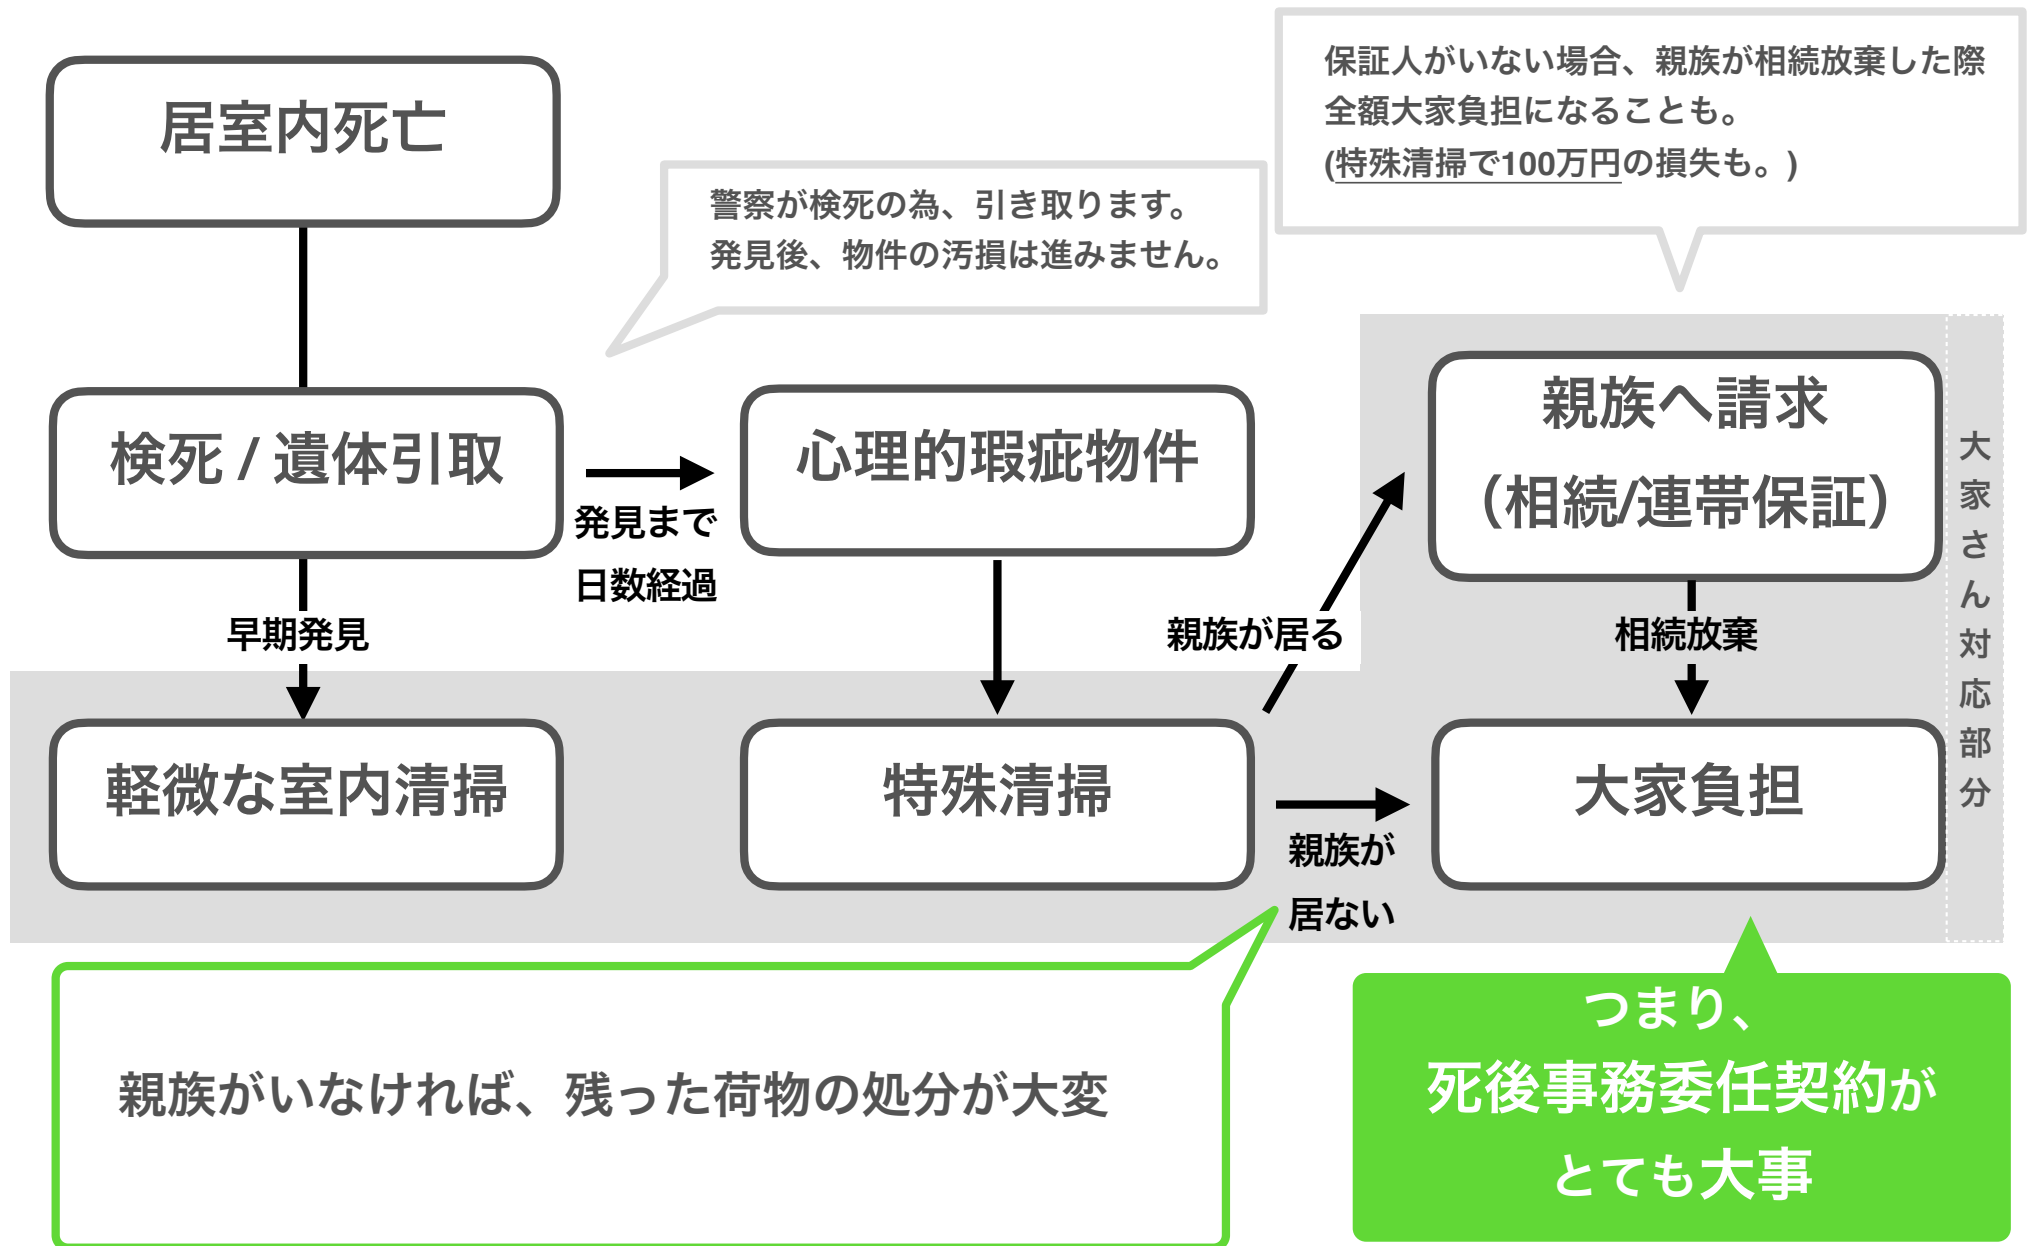 居室内死亡
保証人がいない場合、親族が相続放棄した際
全額大家負担になることも。
(特殊清掃で100万円の損失も。)
警察が検死の為、引き取ります。
発見後、物件の汚損は進みません。
検死 / 遺体引取
発見まで
日数経過
心理的瑕疵物件
親族へ請求
（相続/連帯保証）
大家さん対応部分
早期発見
親族が居る
相続放棄
軽微な室内清掃
特殊清掃
親族が
居ない
大家負担
親族がいなければ、残った荷物の処分が大変
つまり、
死後事務委任契約が
とても大事